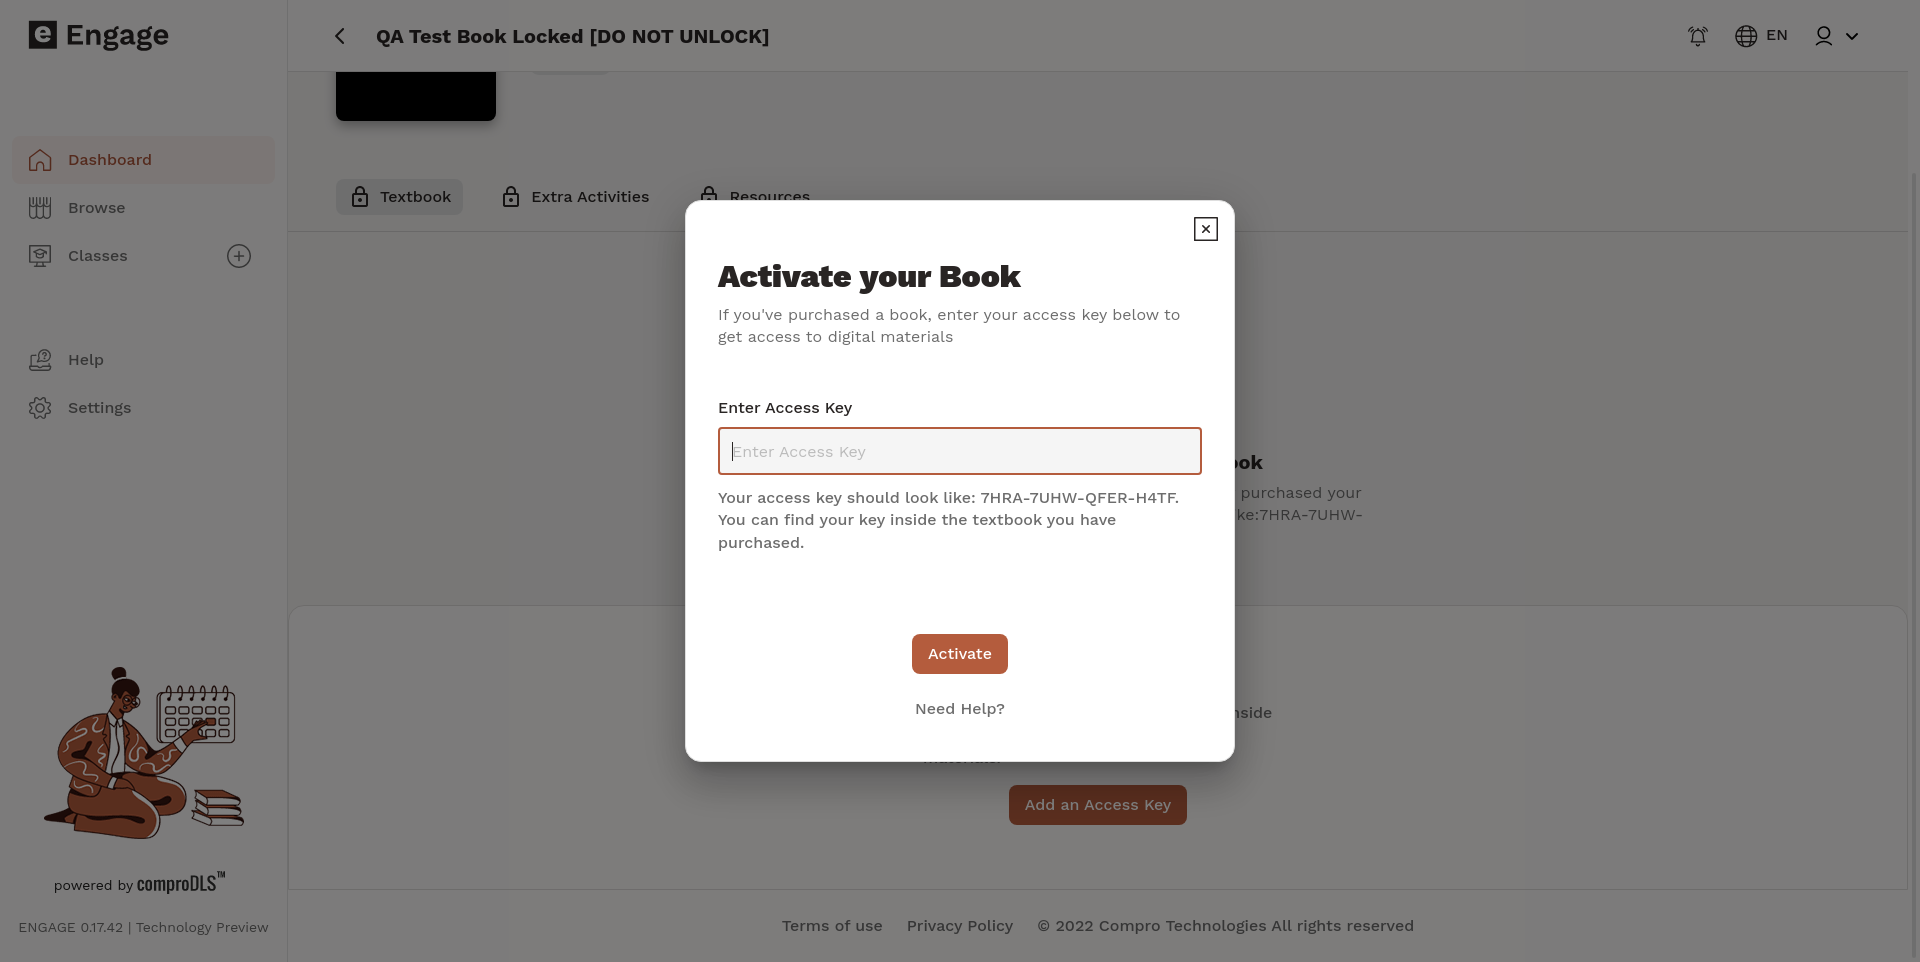 Engage
QA Test Book Locked [DO NOT UNLOCK]
EN
Dashboard
Browse
Classes
Help
Settings
Textbook
Extra Activities
Resources
Activate your Book
If you've purchased a book, enter your access key below to
get access to digital materials
Enter Access Key
Enter Access Key
Your access key should look like: 7HRA-7UHW-QFER-H4TF.
You can find your key inside the textbook you have
purchased.
Activate
Need Help?
purchased your
7HRA-7UHW-
Add an Access Key
powered by comproDLS™
ENGAGE 0.17.42 | Technology Preview
Terms of use
Privacy Policy
© 2022 Compro Technologies All rights reserved